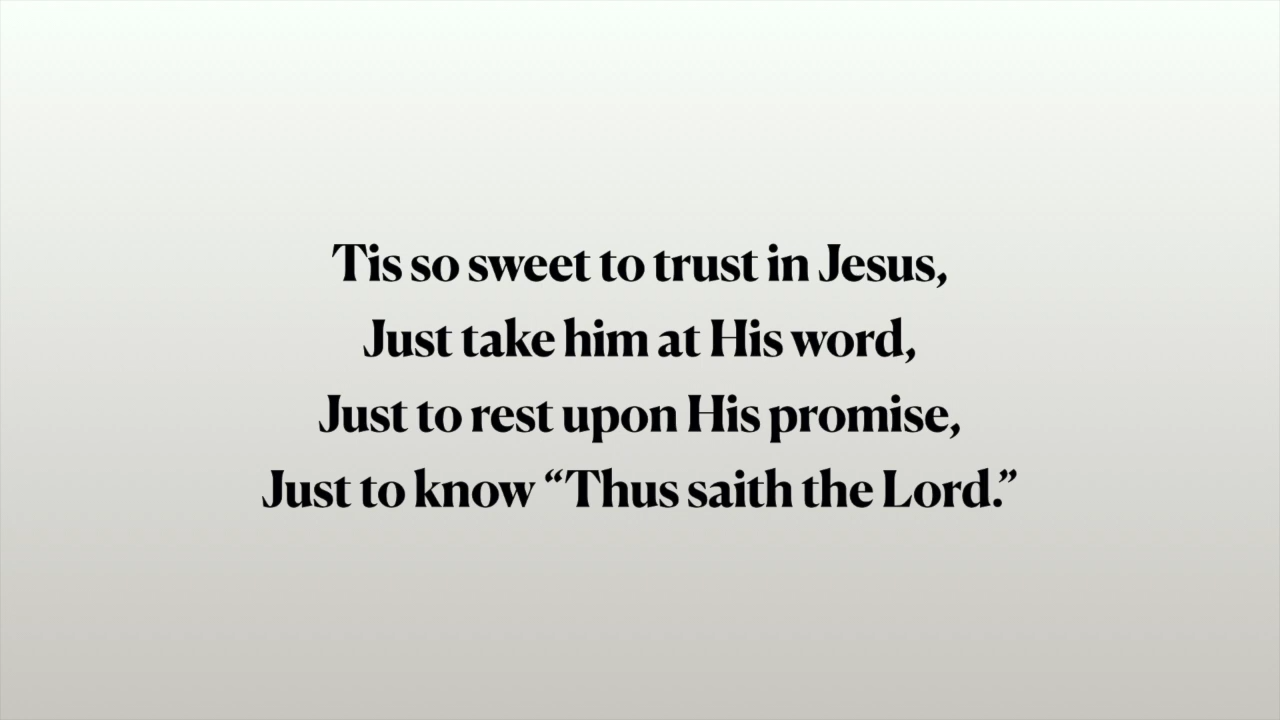 Tis so sweet to trust in Jesus,
Just take him at His word,
Just to rest upon His promise,
Just to know “Thus saith the Lord.”